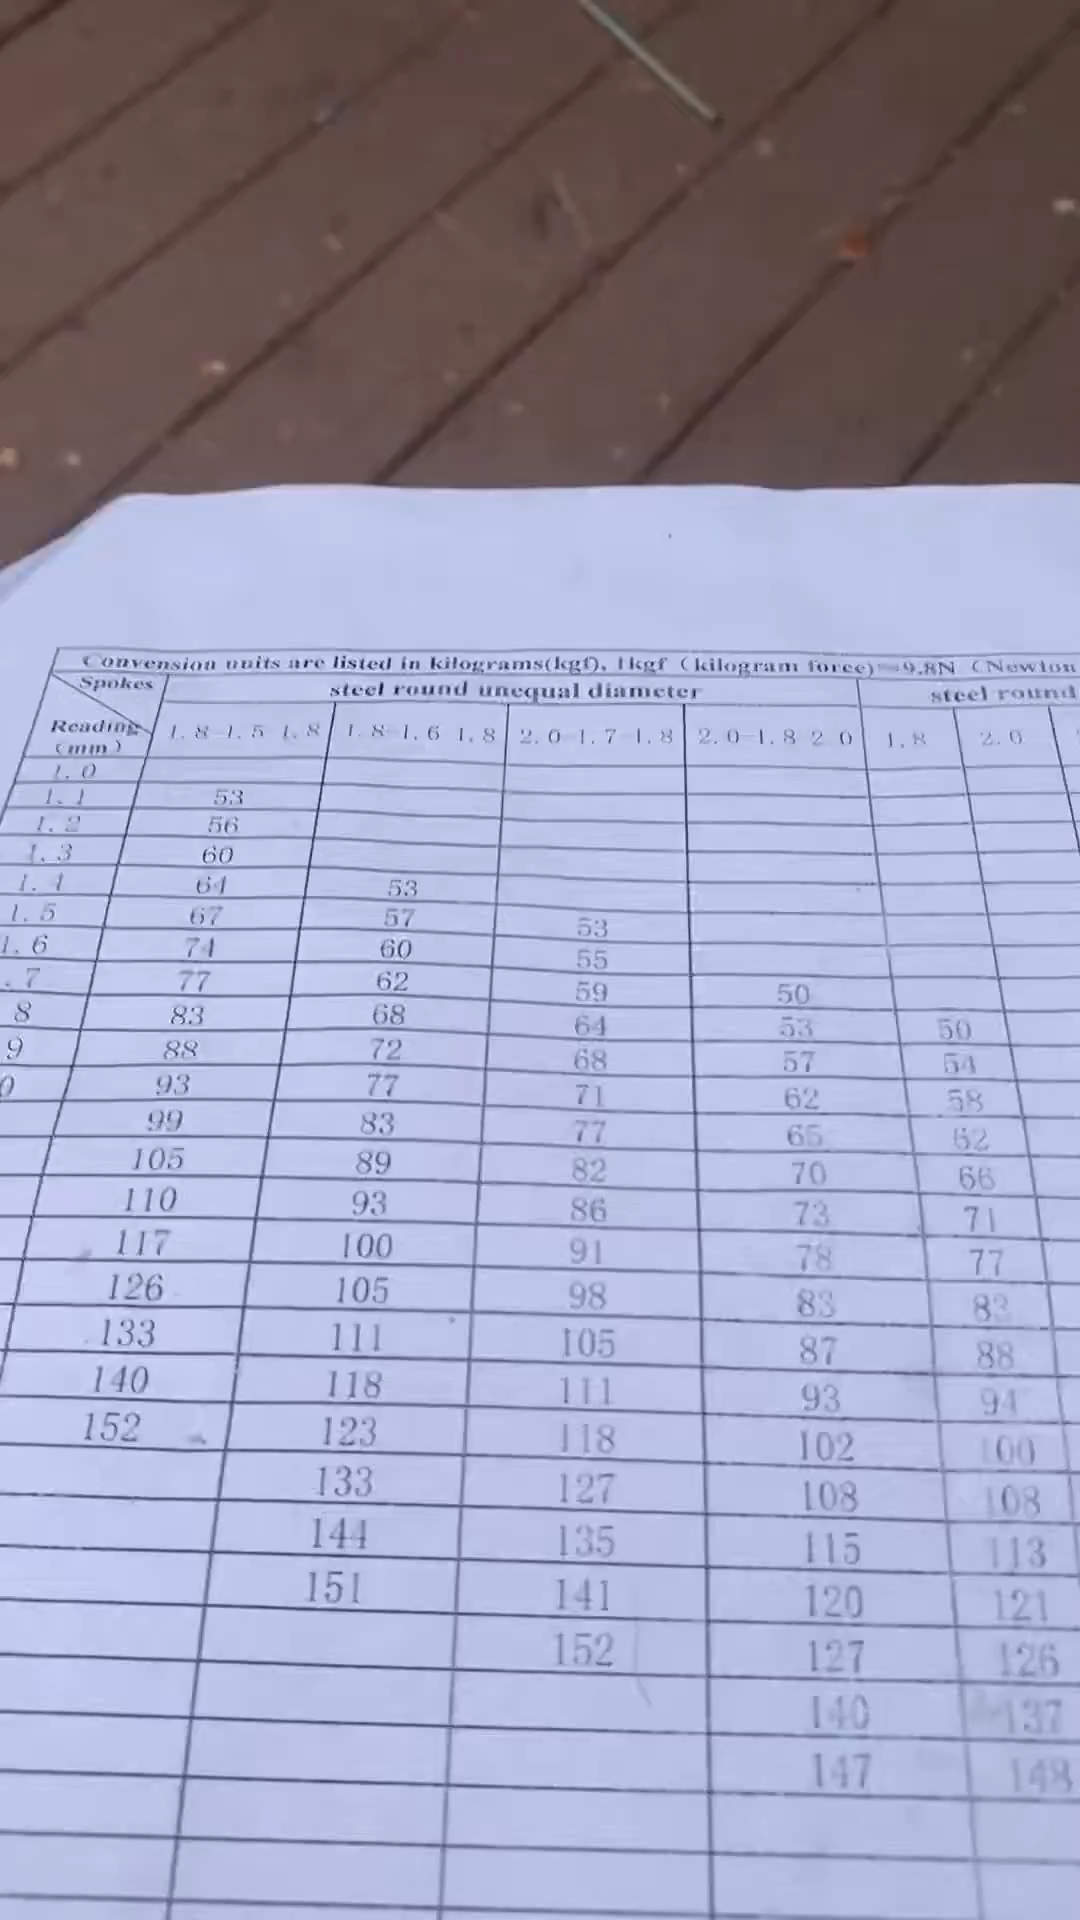 Convension units are listed in kilograms(kgf), 1kgf (kilogram force)=9.8N (Newton
Spokes steel round unequal diameter steel round
Reading (mm) 1.8-1.5-1.8 1.8-1.6-1.8 2.0-1.7-1.8 2.0-1.8-2.0 1.8 2.0
1.0
1.1 53
1.2 56
1.3 60
1.4 64 53
1.5 67 57 53
1.6 74 60 55
.7 77 62 59 50
8 83 68 64 53 50
9 88 72 68 57 54
0 93 77 71 62 58
99 83 77 65 62
105 89 82 70 66
110 93 86 73 71
117 100 91 78 77
126 105 98 83 83
133 111 105 87 88
140 118 111 93 94
152 123 118 102 100
133 127 108 108
144 135 115 113
151 141 120 121
152 127 126
140 137
147 148